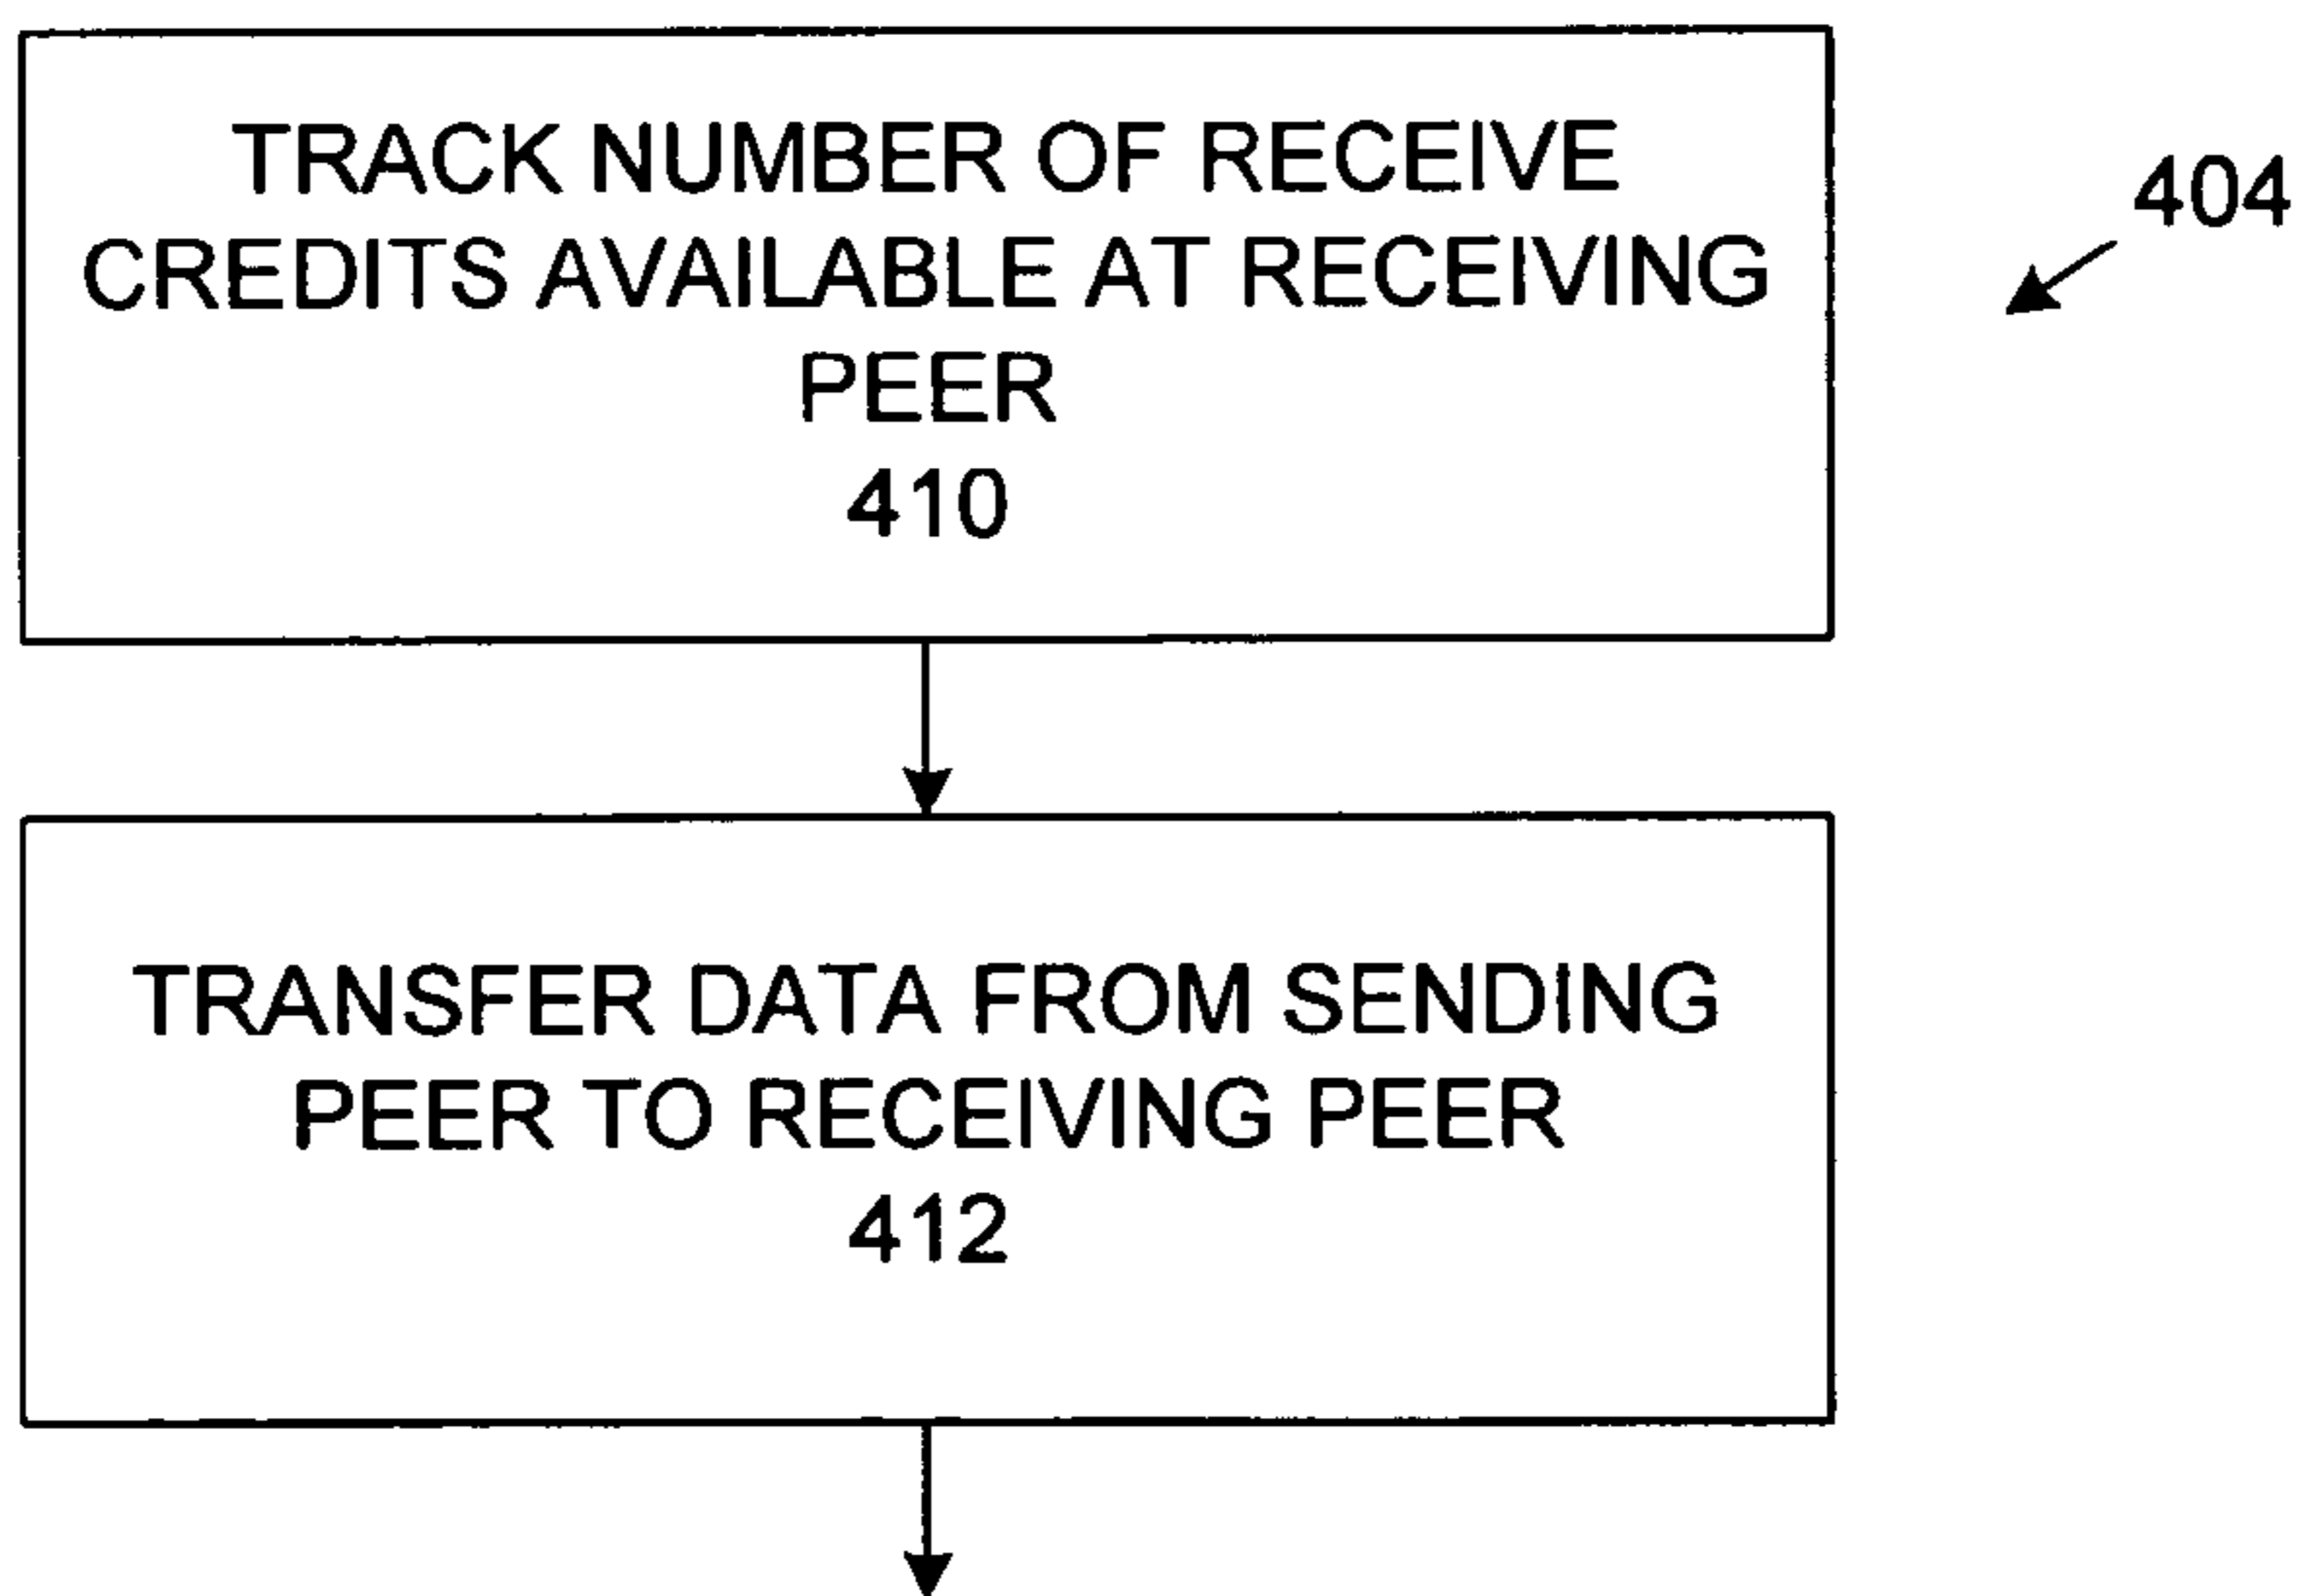 TRACK NUMBER OF RECEIVE
CREDITS AVAILABLE AT RECEIVING
PEER
410
404
TRANSFER DATA FROM SENDING
PEER TO RECEIVING PEER
412